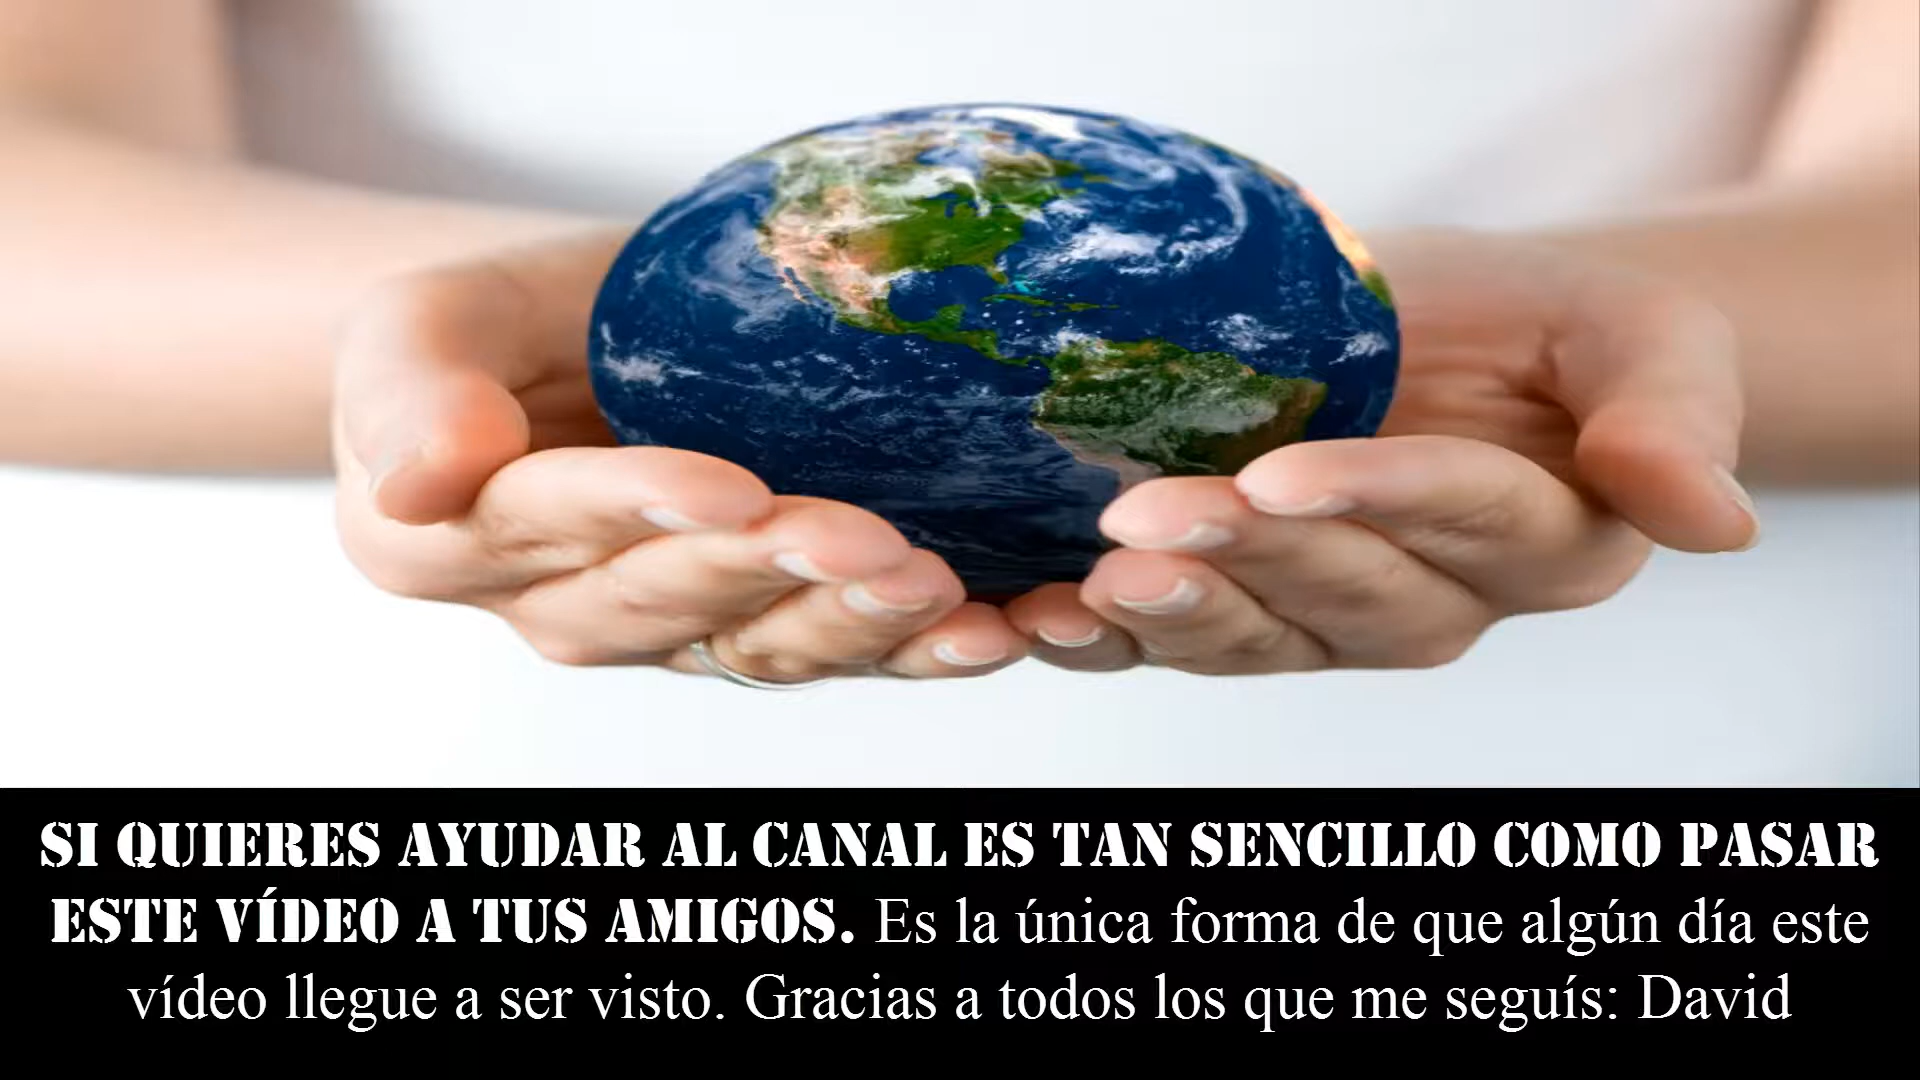 SI QUIERES AYUDAR AL CANAL ES TAN SENCILLO COMO PASAR
ESTE VÍDEO A TUS AMIGOS. Es la única forma de que algún día este
vídeo llegue a ser visto. Gracias a todos los que me seguís: David